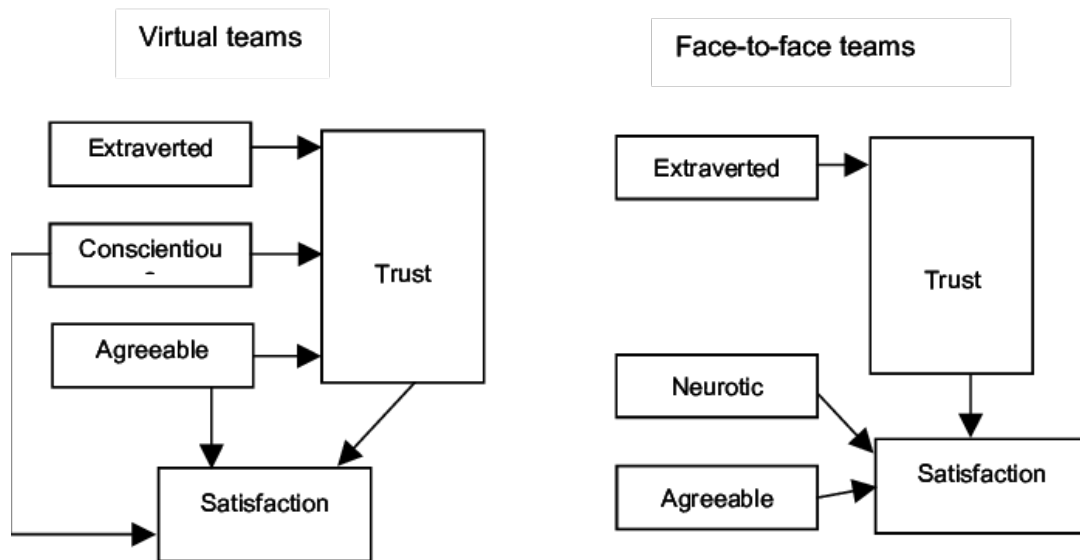 Virtual teams
Extraverted
Conscientiou
Agreeable
Trust
Satisfaction
Face-to-face teams
Extraverted
Trust
Neurotic
Agreeable
Satisfaction